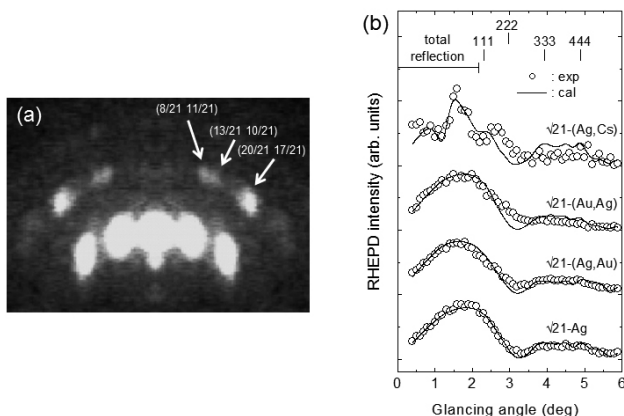 (a)
(8/21 11/21)
(13/21 10/21)
(20/21 17/21)
(b)
222
total
reflection
111
333
444
: exp
: cal
√21-(Ag,Cs)
√21-(Au,Ag)
√21-(Ag,Au)
√21-Ag
RHEPD intensity (arb. units)
0 1 2 3 4 5 6
Glancing angle (deg)